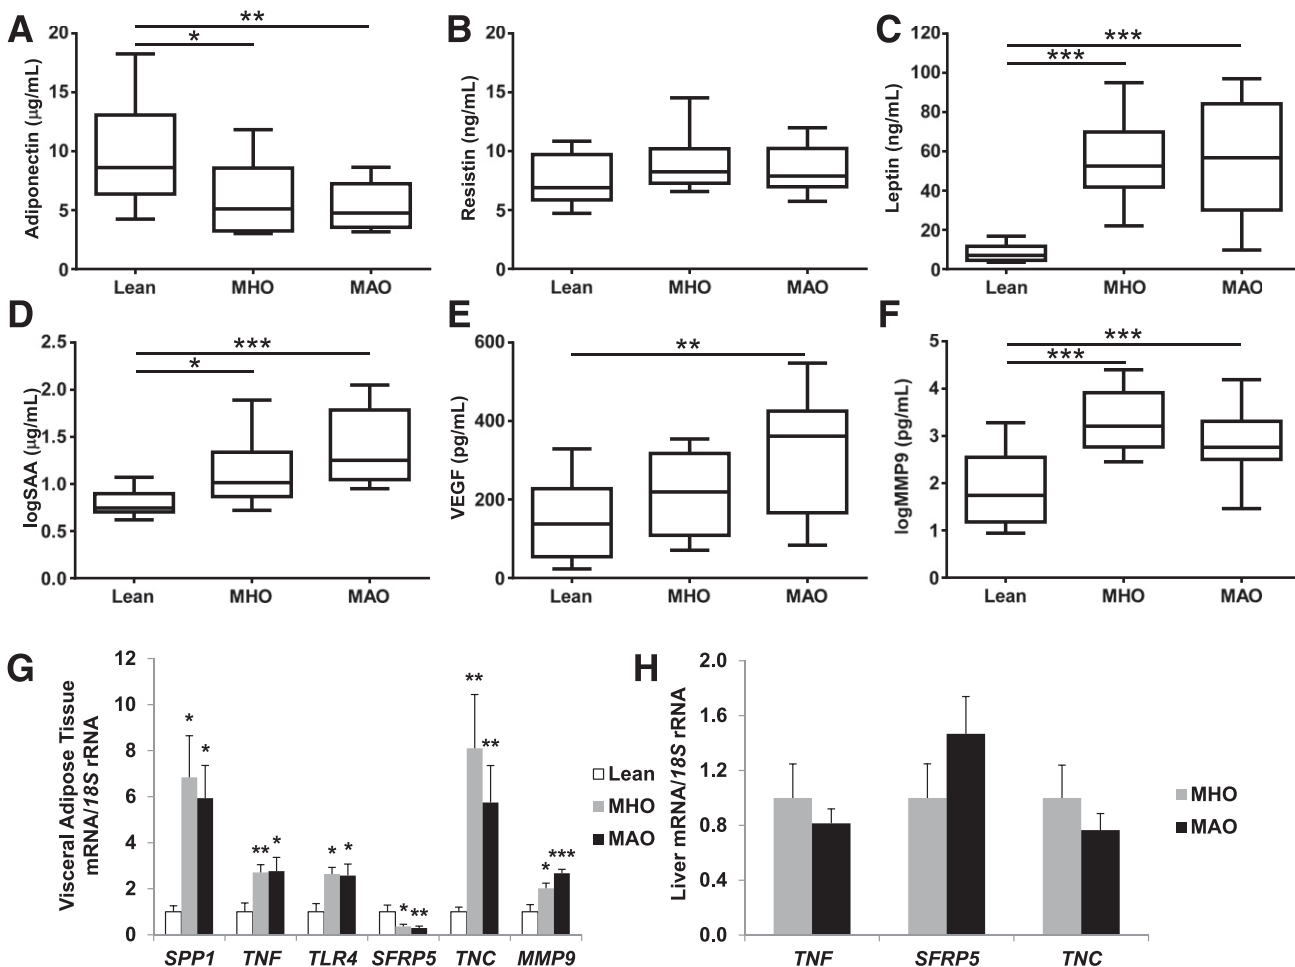 A
Adiponectin (µg/mL)
20
15
10
5
0
**
*
Lean MHO MAO
B
Resistin (ng/mL)
20
15
10
5
0
Lean MHO MAO
C
Leptin (ng/mL)
120
100
80
60
40
20
0
***
***
Lean MHO MAO
D
logSAA (µg/mL)
2.5
2.0
1.5
1.0
0.5
0.0
***
*
Lean MHO MAO
E
VEGF (pg/mL)
600
400
200
0
**
Lean MHO MAO
F
logMMP9 (pg/mL)
5
4
3
2
1
0
***
***
Lean MHO MAO
G
Visceral Adipose Tissue
mRNA/18S rRNA
12
10
8
6
4
2
0
* *
** *
* *
* **
** **
* ***
SPP1 TNF TLR4 SFRP5 TNC MMP9
Lean
MHO
MAO
H
Liver mRNA/18S rRNA
2.0
1.6
1.2
0.8
0.4
0.0
TNF SFRP5 TNC
MHO
MAO